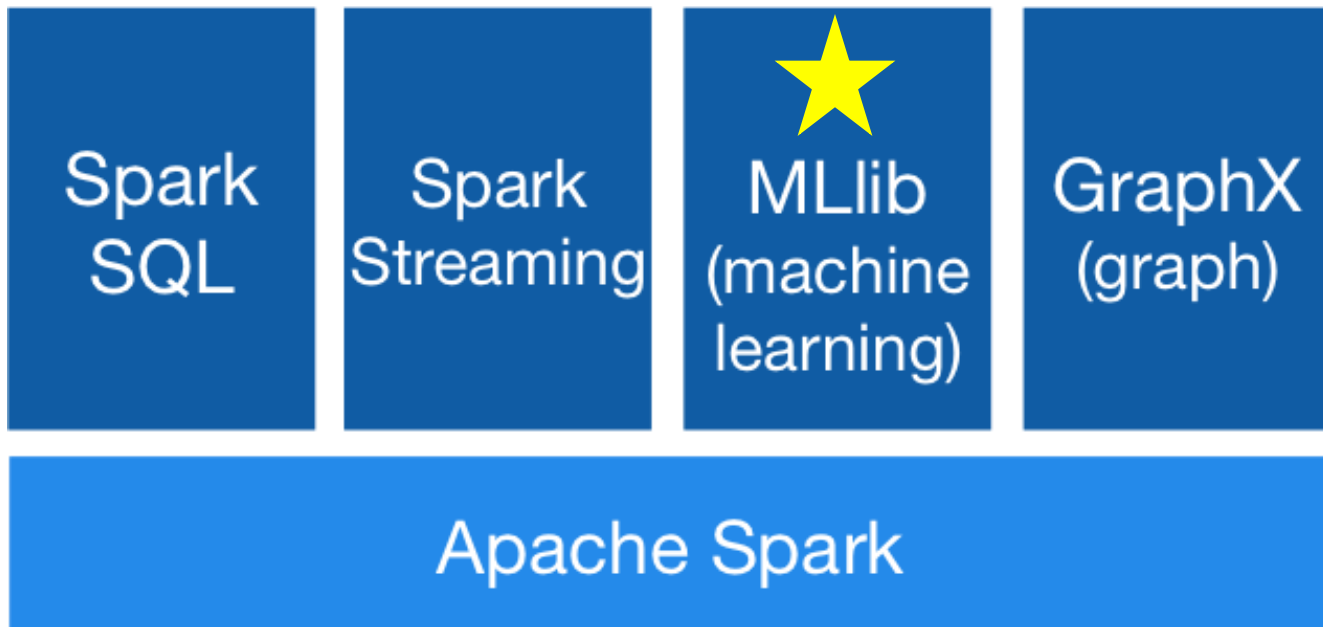 Spark
SQL
Spark
Streaming
MLlib
(machine
learning)
GraphX
(graph)
Apache Spark